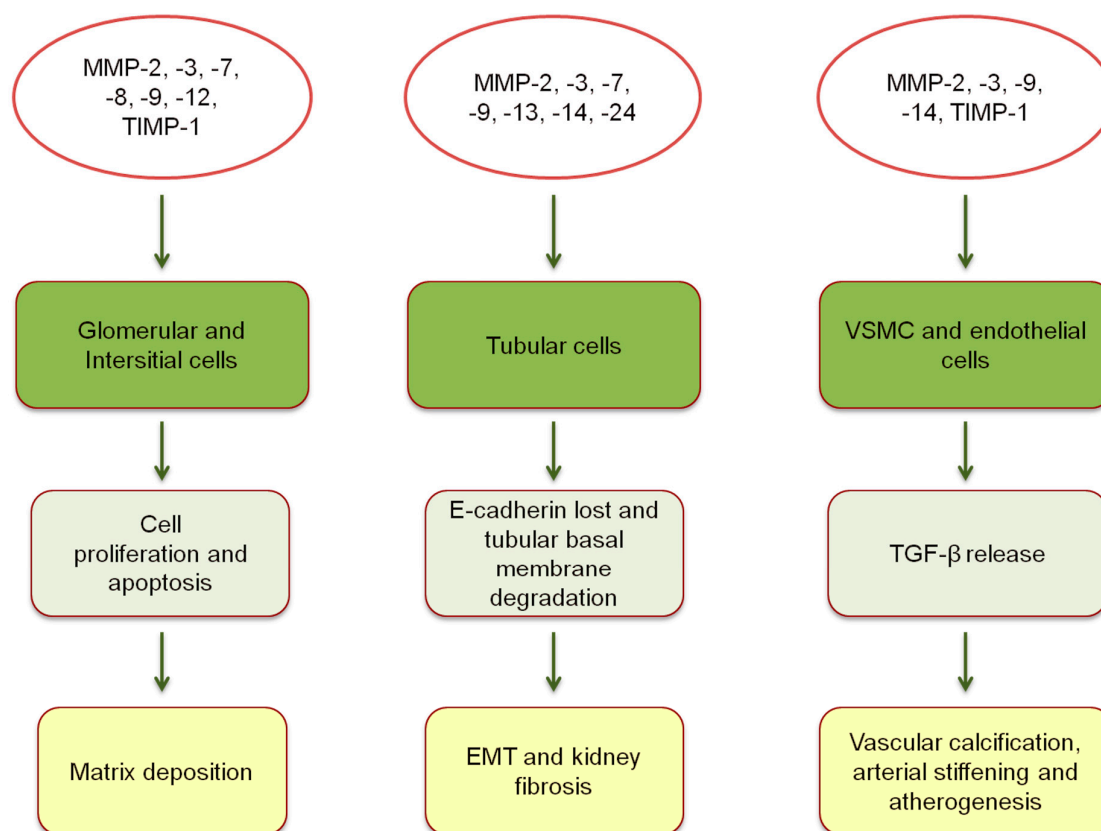 MMP-2, -3, -7,
-8, -9, -12,
TIMP-1
MMP-2, -3, -7,
-9, -13, -14, -24
MMP-2, -3, -9,
-14, TIMP-1
Glomerular and
Intersitial cells
Tubular cells
VSMC and endothelial
cells
Cell
proliferation and
apoptosis
E-cadherin lost and
tubular basal
membrane
degradation
TGF-β release
Matrix deposition
EMT and kidney
fibrosis
Vascular calcification,
arterial stiffening and
atherogenesis